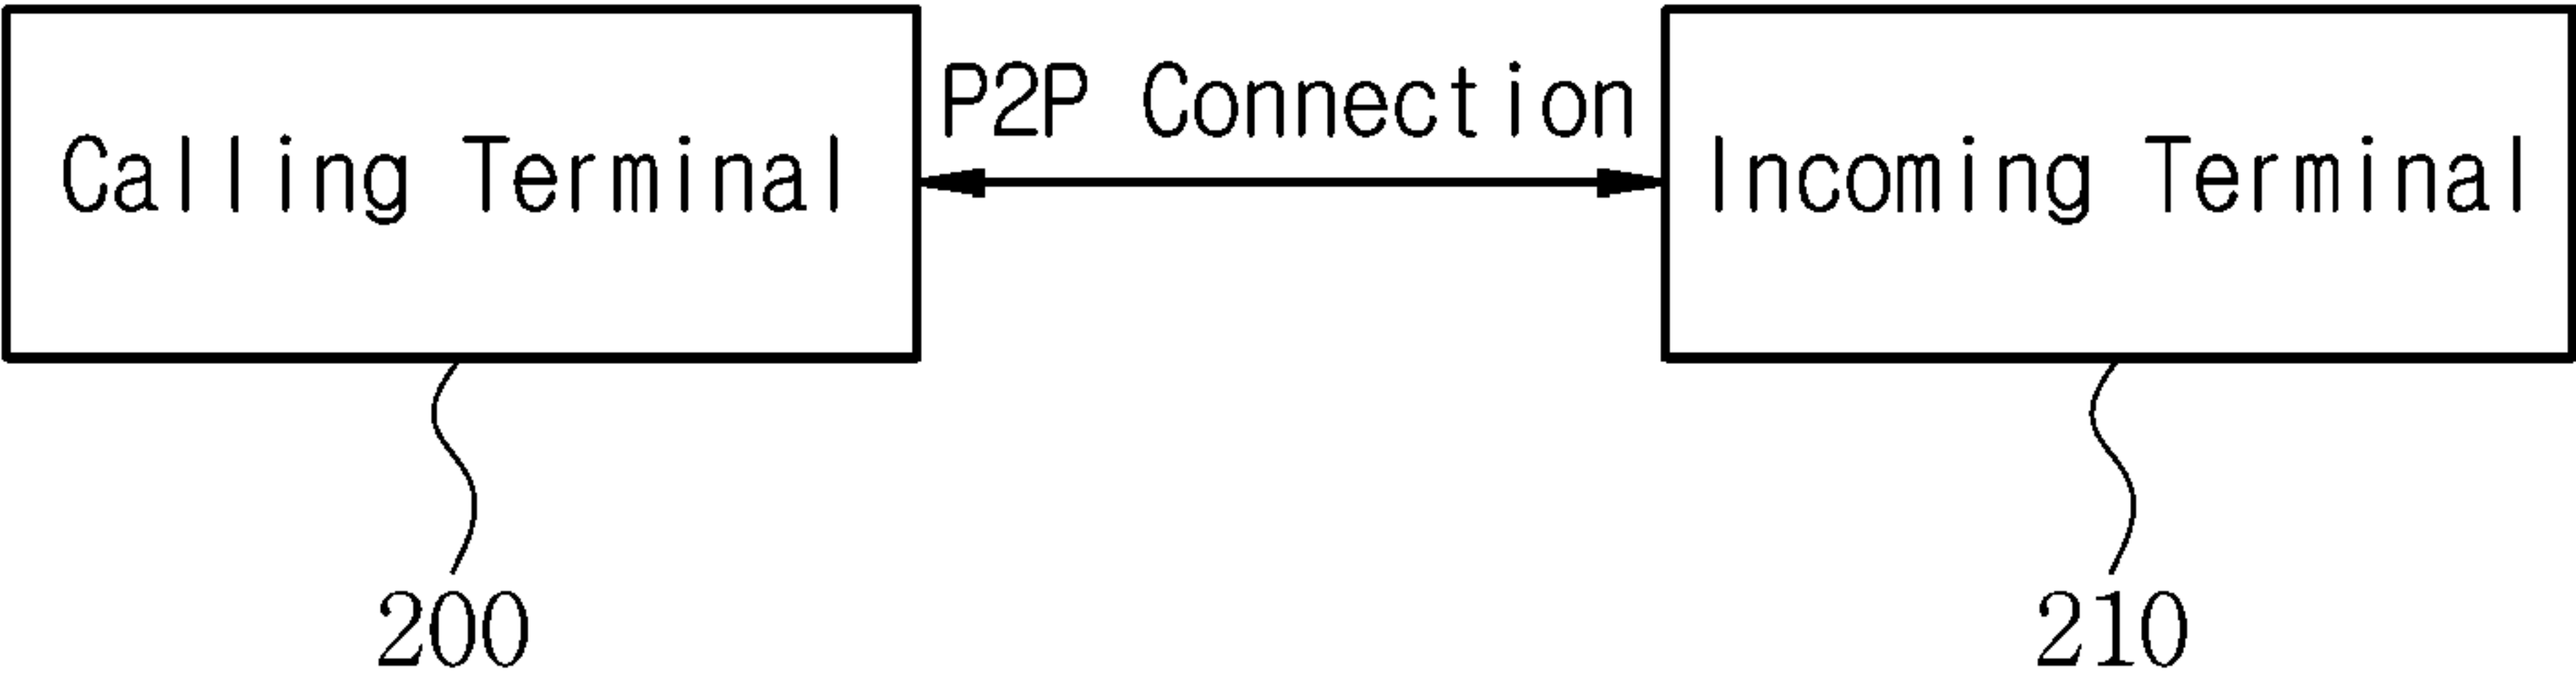 P2P Connection
Calling Terminal
Incoming Terminal
200
210